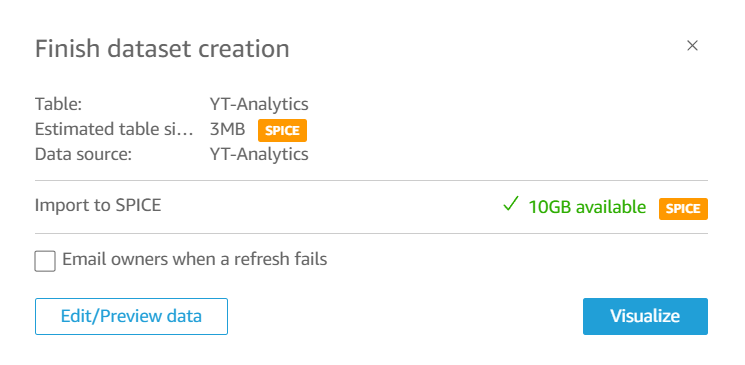 Finish dataset creation
Table: YT-Analytics
Estimated table si... 3MB SPICE
Data source: YT-Analytics
Import to SPICE 10GB available SPICE
Email owners when a refresh fails
Edit/Preview data Visualize